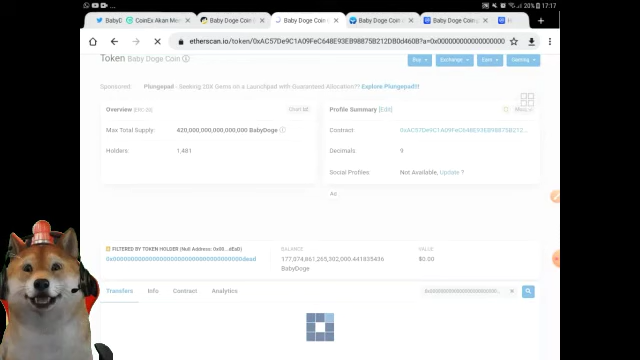 20% 17:17
BabyD
CoinEx Akan Men
Baby Doge Coin
Baby Doge Coin
Baby Doge Coin
Baby Doge Coin
etherscan.io/token/0xAC57De9C1A09FeC648E93EB98875B212DB0d460B?a=0x0000000000000000
Token Baby Doge Coin
Buy Exchange Earn Gaming
Sponsored: Plungepad - Seeking 20X Gems on a Launchpad with Guaranteed Allocation?? Explore Plungepad!!
Overview [ERC-20]
Max Total Supply: 420,000,000,000,000,000 BabyDoge
Holders: 1,481
Profile Summary [Edit]
Contract 0xAC57De9C1A09FeC648E93EB98875B212...
Decimals 9
Social Profiles Not Available, Update ?
Ad
FILTERED BY TOKEN HOLDER (Null Address: 0x00...dEaD)
BALANCE
177,074,861,265,302,000.441835436 BabyDoge
VALUE
$0.00
Transfers Info Contract Analytics